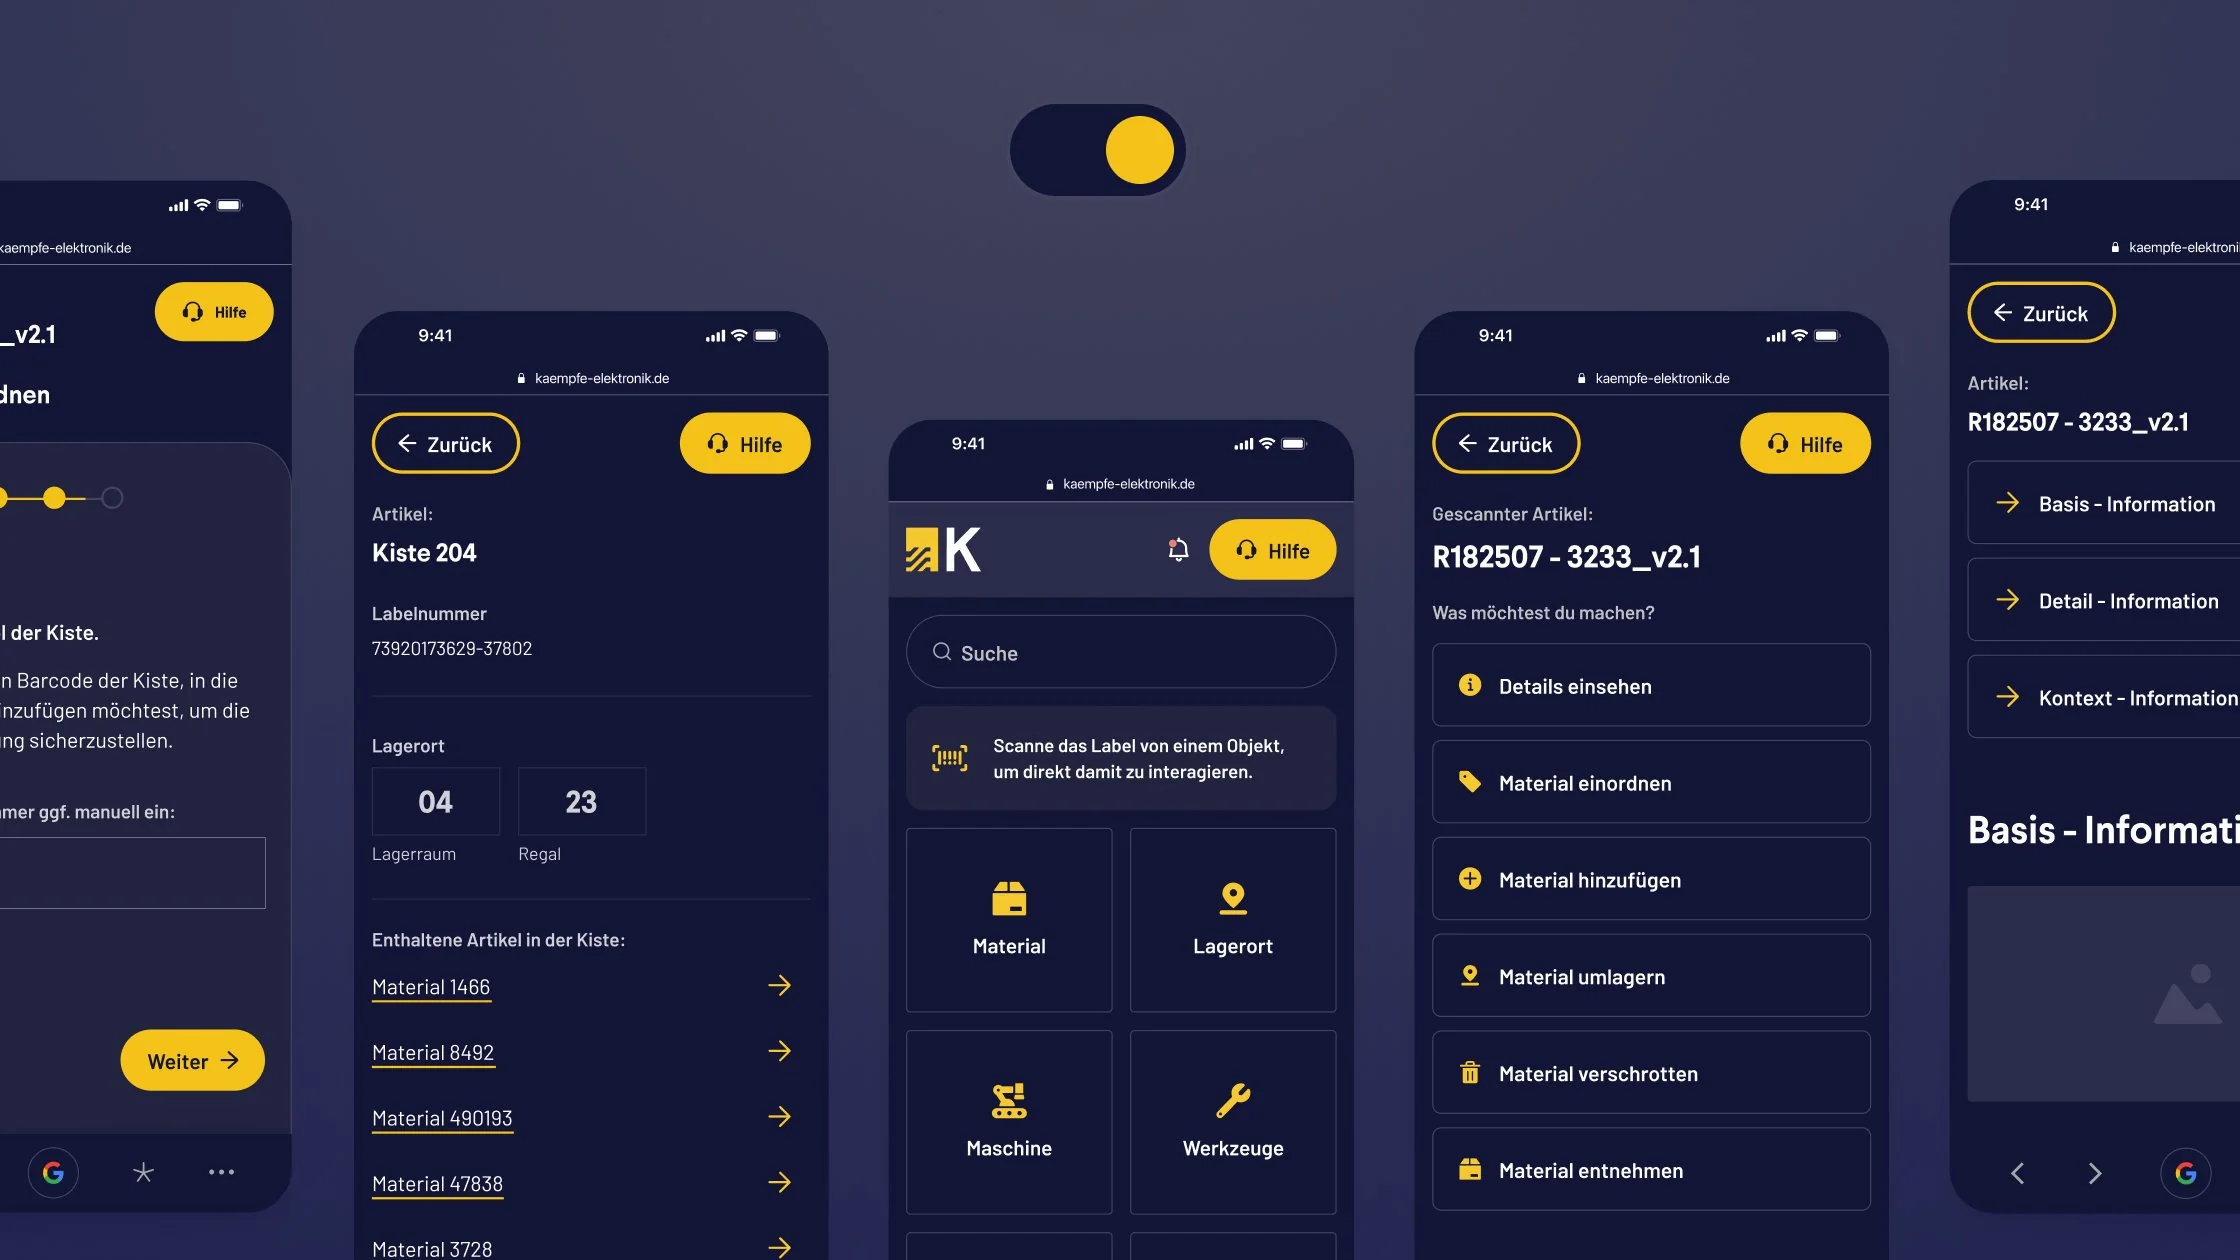 kaempfe-elektronik.de
Hilfe
_v2.1
dnen
l der Kiste.
n Barcode der Kiste, in die
inzufügen möchtest, um die
ng sicherzustellen.
mer ggf. manuell ein:
Weiter
9:41
kaempfe-elektronik.de
Zurück
Hilfe
Artikel:
Kiste 204
Labelnummer
73920173629-37802
Lagerort
04
23
Lagerraum
Regal
Enthaltene Artikel in der Kiste:
Material 1466
Material 8492
Material 490193
Material 47838
Material 3728
9:41
kaempfe-elektronik.de
K
Hilfe
Suche
Scanne das Label von einem Objekt,
um direkt damit zu interagieren.
Material
Lagerort
Maschine
Werkzeuge
9:41
kaempfe-elektronik.de
Zurück
Hilfe
Gescannter Artikel:
R182507 - 3233_v2.1
Was möchtest du machen?
Details einsehen
Material einordnen
Material hinzufügen
Material umlagern
Material verschrotten
Material entnehmen
9:41
kaempfe-elektroni
Zurück
Artikel:
R182507 - 3233_v2.1
Basis - Information
Detail - Information
Kontext - Information
Basis - Informati